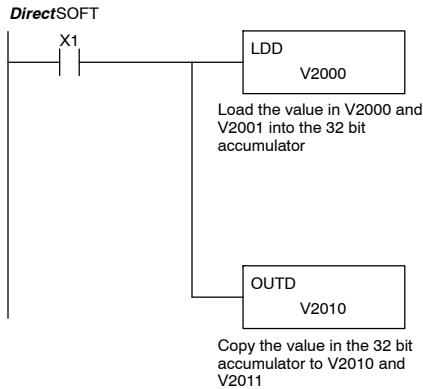 DirectSOFT
X1
LDD
V2000
Load the value in V2000 and
V2001 into the 32 bit
accumulator
OUTD
V2010
Copy the value in the 32 bit
accumulator to V2010 and
V2011